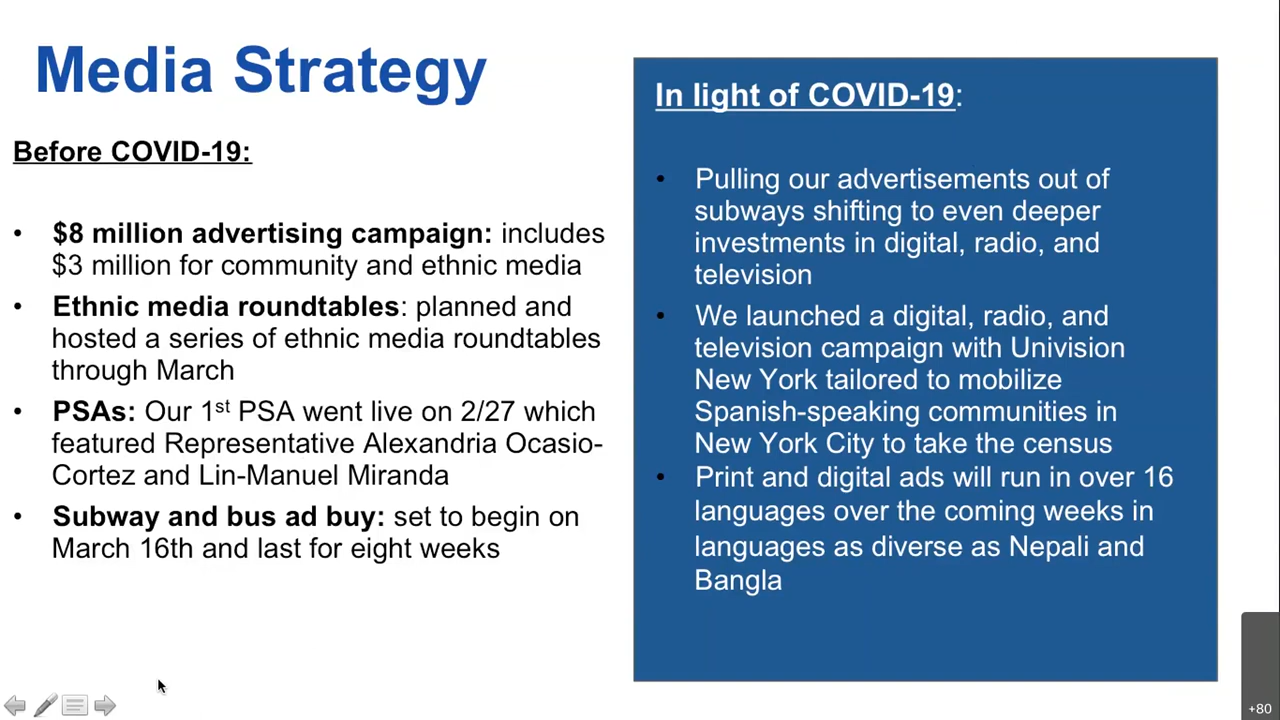 Media Strategy
Before COVID-19:
• $8 million advertising campaign: includes
$3 million for community and ethnic media
• Ethnic media roundtables: planned and
hosted a series of ethnic media roundtables
through March
• PSAs: Our 1st PSA went live on 2/27 which
featured Representative Alexandria Ocasio-
Cortez and Lin-Manuel Miranda
• Subway and bus ad buy: set to begin on
March 16th and last for eight weeks
In light of COVID-19:
• Pulling our advertisements out of
subways shifting to even deeper
investments in digital, radio, and
television
• We launched a digital, radio, and
television campaign with Univision
New York tailored to mobilize
Spanish-speaking communities in
New York City to take the census
• Print and digital ads will run in over 16
languages over the coming weeks in
languages as diverse as Nepali and
Bangla
+80